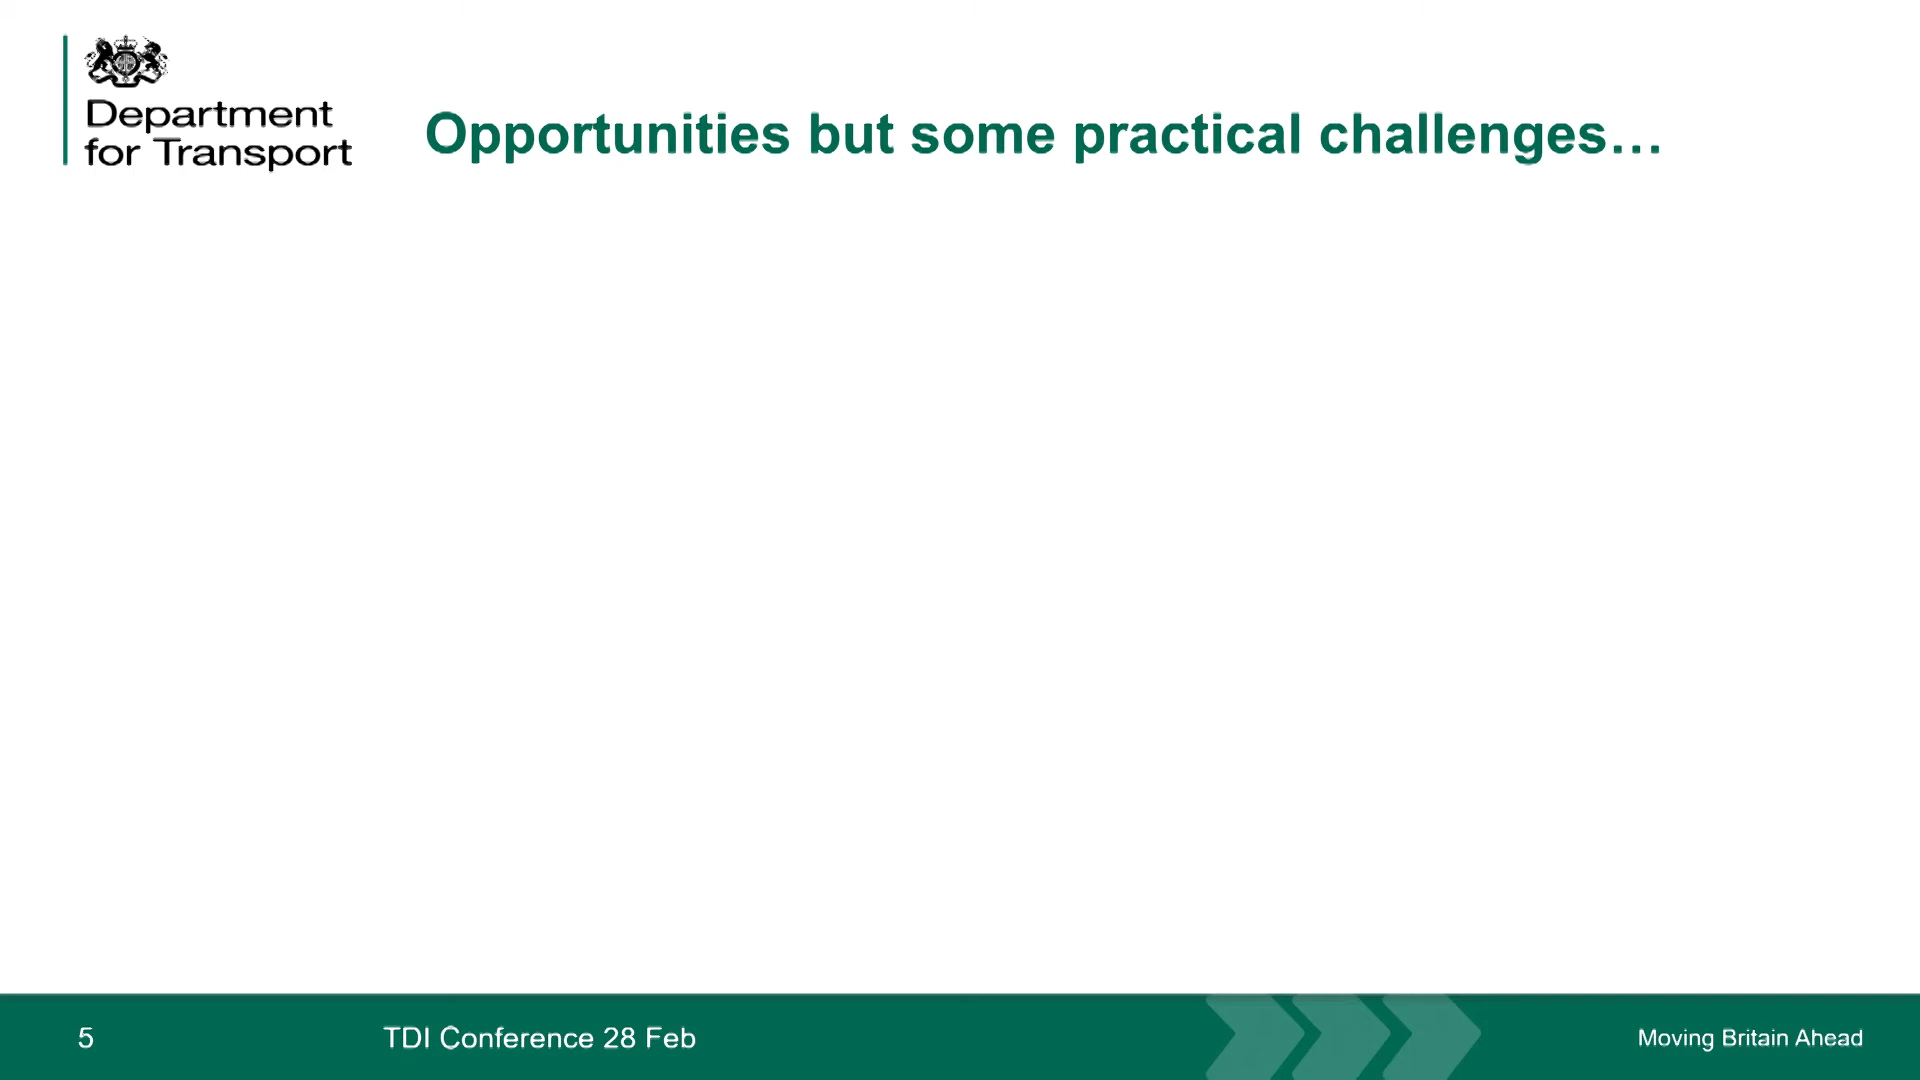 Department
for Transport
Opportunities but some practical challenges…
5
TDI Conference 28 Feb
Moving Britain Ahead